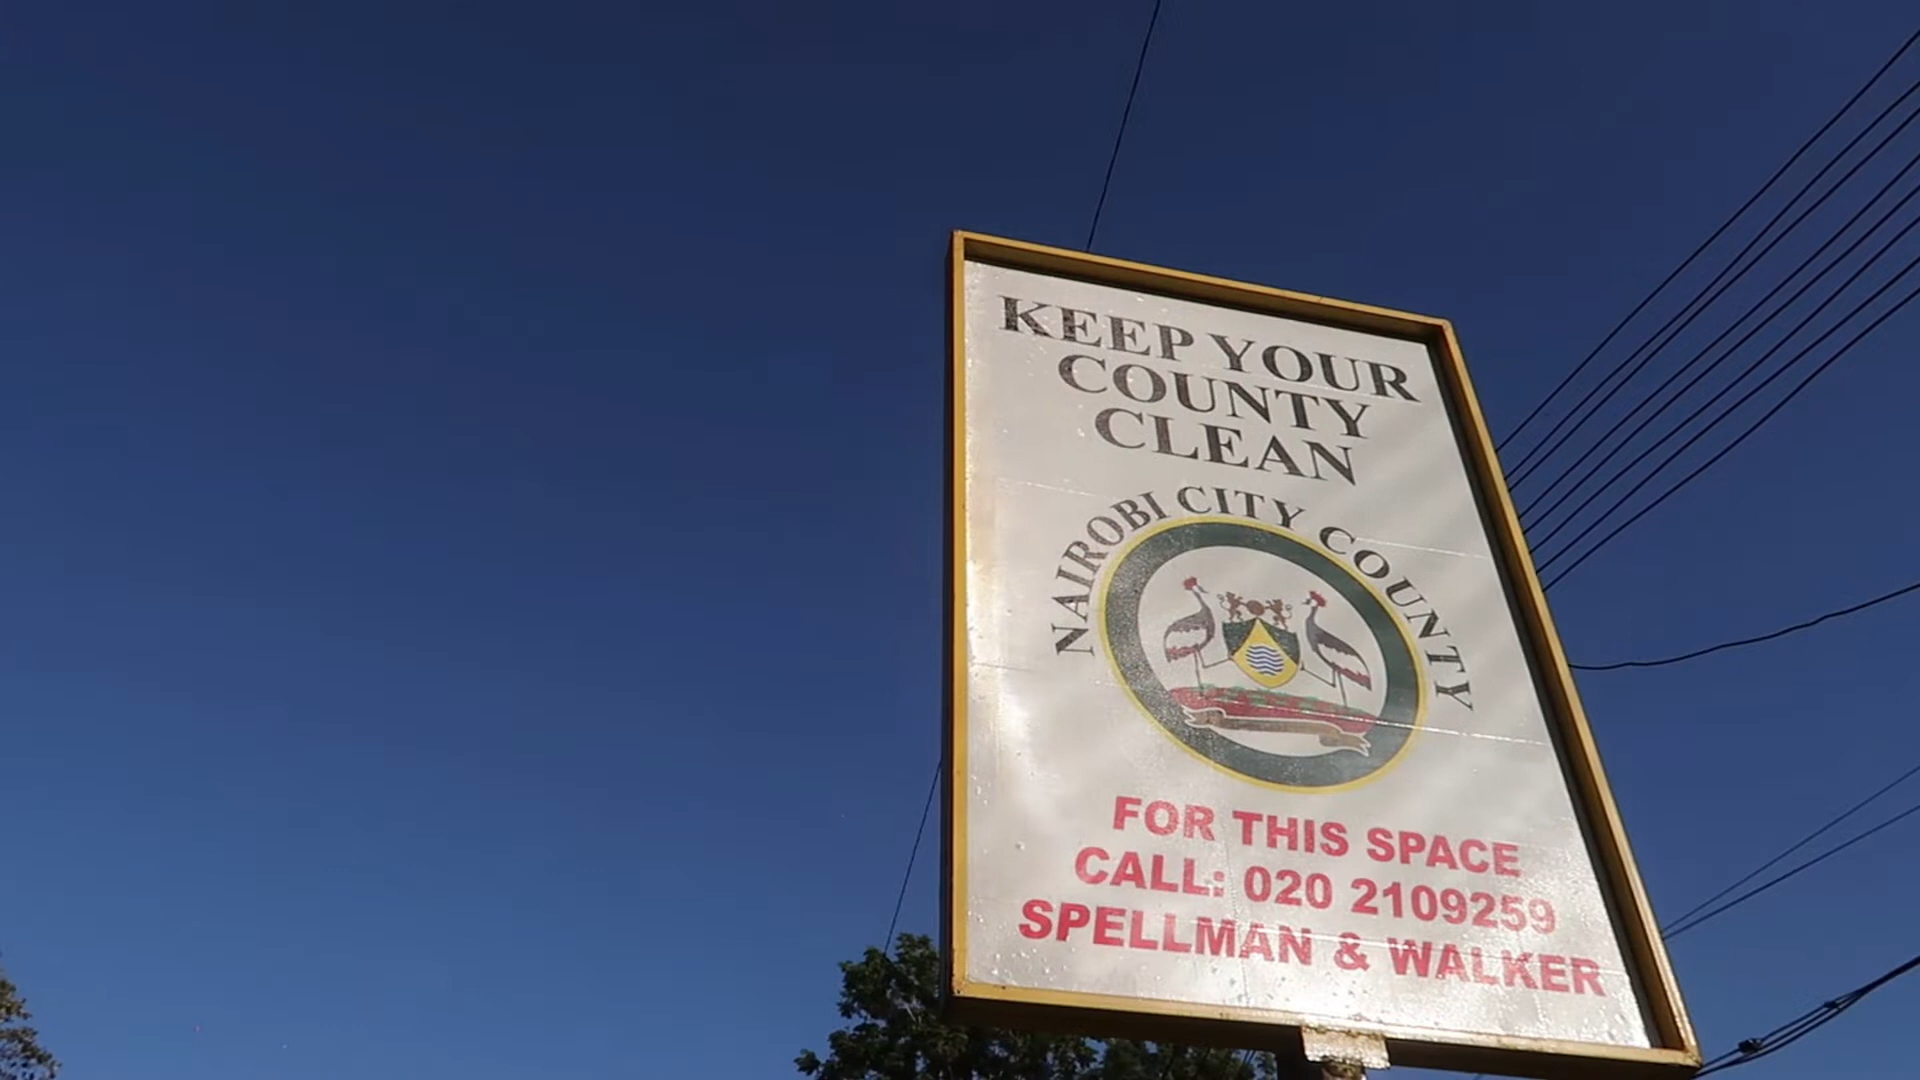 KEEP YOUR
COUNTY
CLEAN
NAIROBI CITY COUNTY
FOR THIS SPACE
CALL: 020 2109259
SPELLMAN & WALKER